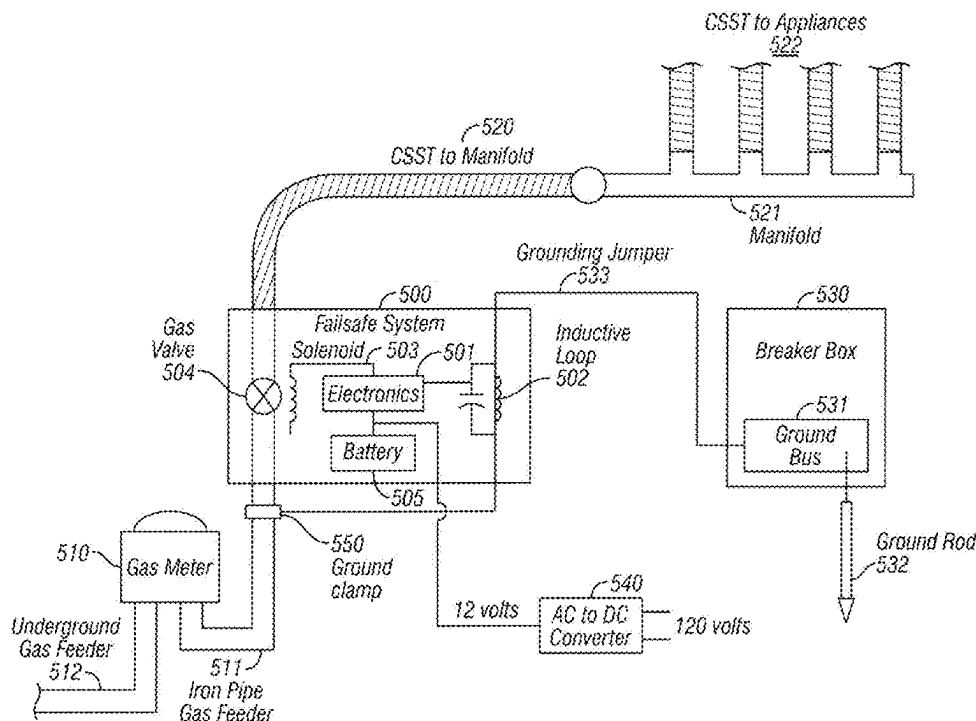 CSST to Appliances
522
520
CSST to Manifold
521
Manifold
Grounding Jumper
533
500
Failsafe System
Gas
Valve
504
Solenoid
503
501
Electronics
Inductive
Loop
502
Battery
505
530
Breaker Box
531
Ground
Bus
Ground Rod
532
510
Gas Meter
550
Ground
clamp
540
12 volts
AC to DC
Converter
120 volts
Underground
Gas Feeder
512
511
Iron Pipe
Gas Feeder